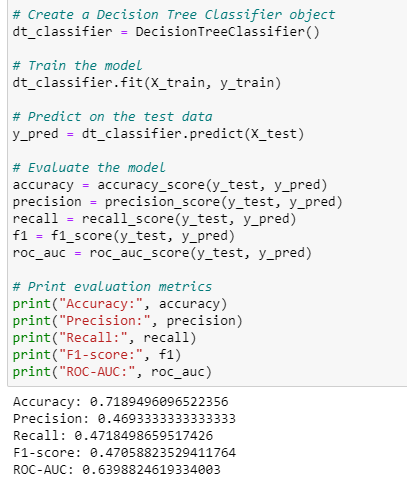 # Create a Decision Tree Classifier object
dt_classifier = DecisionTreeClassifier()
# Train the model
dt_classifier.fit(X_train, y_train)
# Predict on the test data
y_pred = dt_classifier.predict(X_test)
# Evaluate the model
accuracy = accuracy_score(y_test, y_pred)
precision = precision_score(y_test, y_pred)
recall = recall_score(y_test, y_pred)
f1 = f1_score(y_test, y_pred)
roc_auc = roc_auc_score(y_test, y_pred)
# Print evaluation metrics
print("Accuracy:", accuracy)
print("Precision:", precision)
print("Recall:", recall)
print("F1-score:", f1)
print("ROC-AUC:", roc_auc)
Accuracy: 0.7189496096522356
Precision: 0.4693333333333333
Recall: 0.4718498659517426
F1-score: 0.47058823529411764
ROC-AUC: 0.6398824619334003